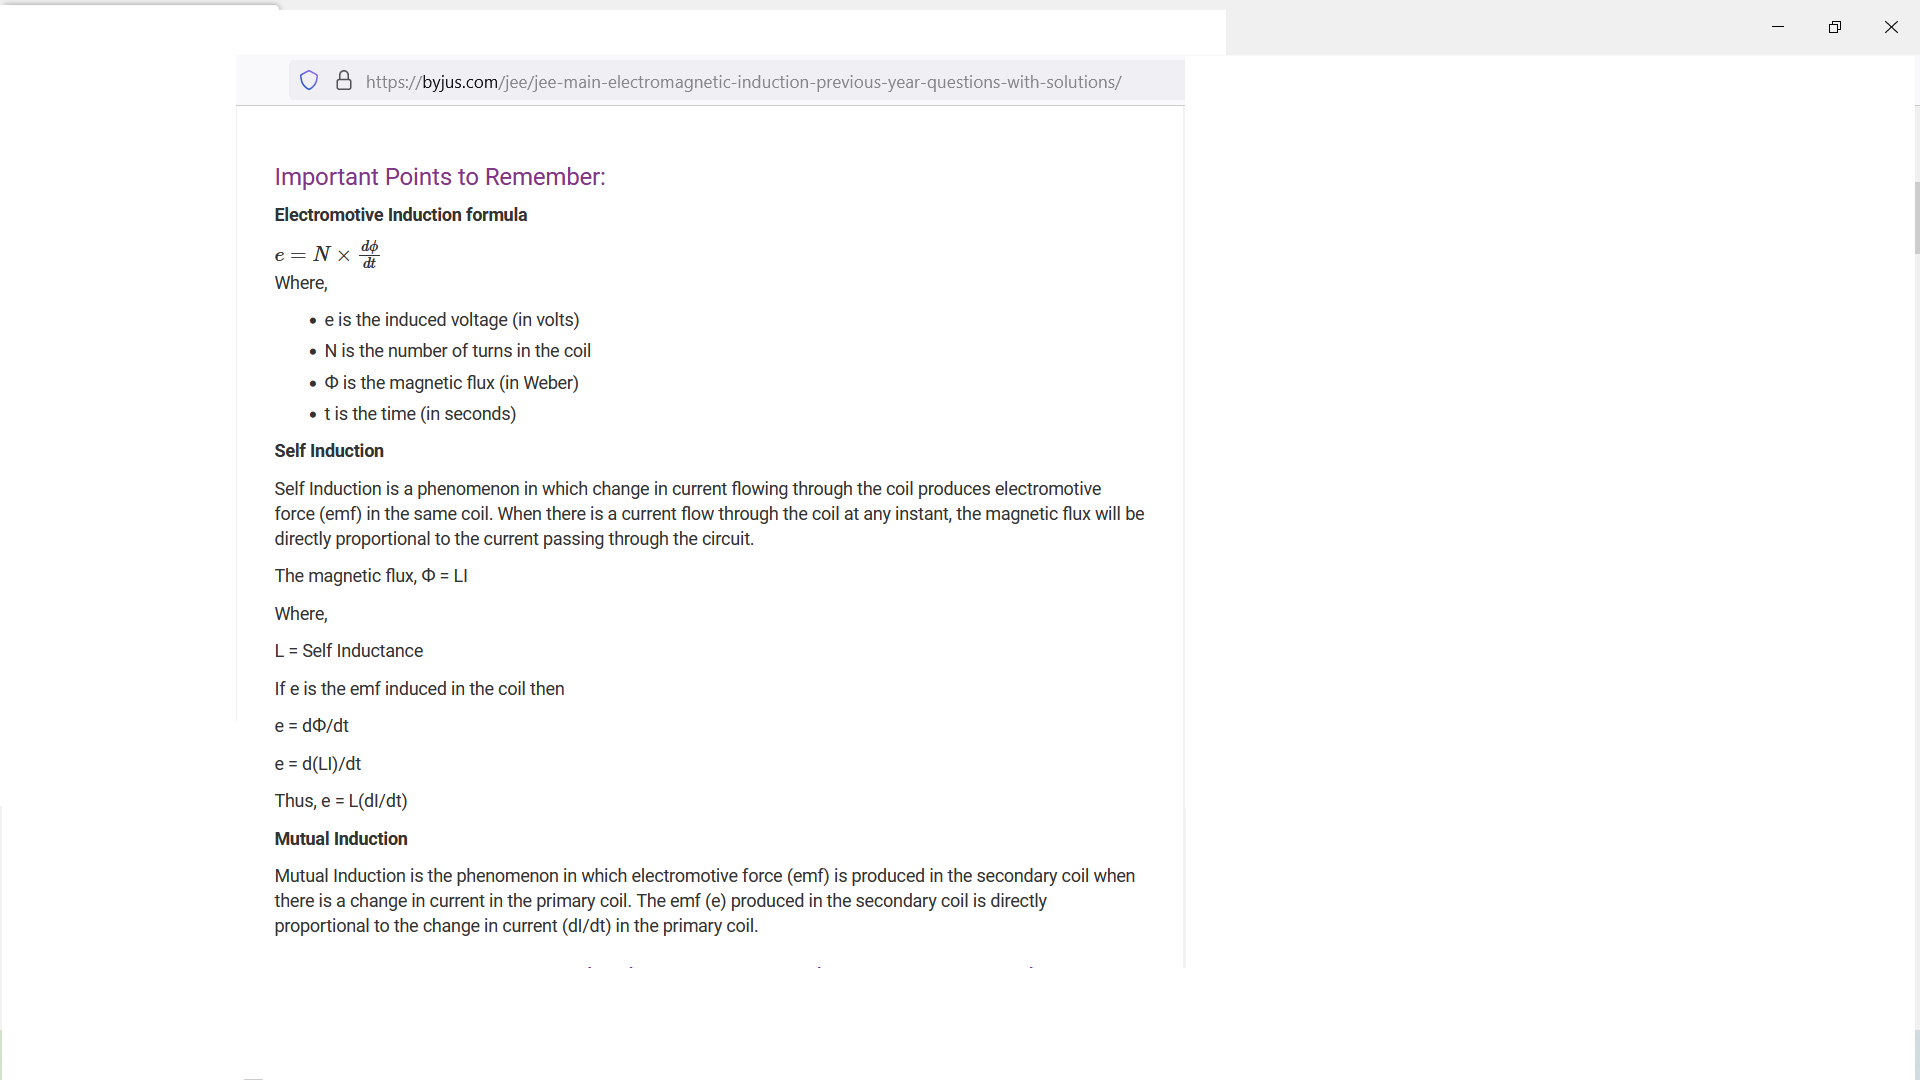 https://byjus.com/jee/jee-main-electromagnetic-induction-previous-year-questions-with-solutions/
Important Points to Remember:
Electromotive Induction formula
e = N × dϕ/dt
Where,
• e is the induced voltage (in volts)
• N is the number of turns in the coil
• Φ is the magnetic flux (in Weber)
• t is the time (in seconds)
Self Induction
Self Induction is a phenomenon in which change in current flowing through the coil produces electromotive
force (emf) in the same coil. When there is a current flow through the coil at any instant, the magnetic flux will be
directly proportional to the current passing through the circuit.
The magnetic flux, Φ = LI
Where,
L = Self Inductance
If e is the emf induced in the coil then
e = dΦ/dt
e = d(LI)/dt
Thus, e = L(dI/dt)
Mutual Induction
Mutual Induction is the phenomenon in which electromotive force (emf) is produced in the secondary coil when
there is a change in current in the primary coil. The emf (e) produced in the secondary coil is directly
proportional to the change in current (dI/dt) in the primary coil.